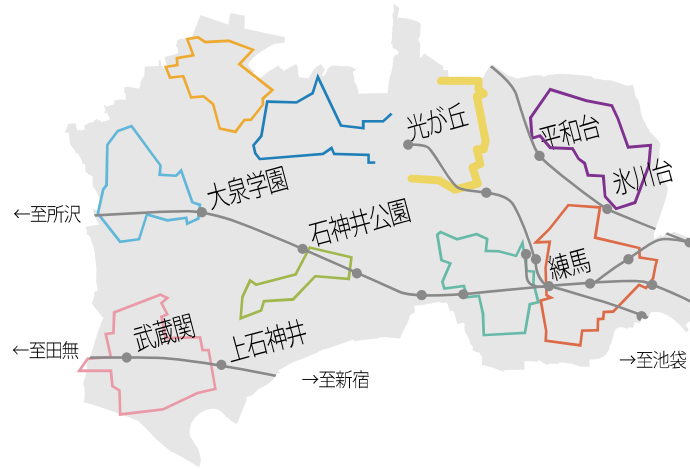 光が丘
平和台
氷川台
大泉学園
←至所沢
石神井公園
練馬
武蔵関
上石神井
←至田無
→至池袋
→至新宿